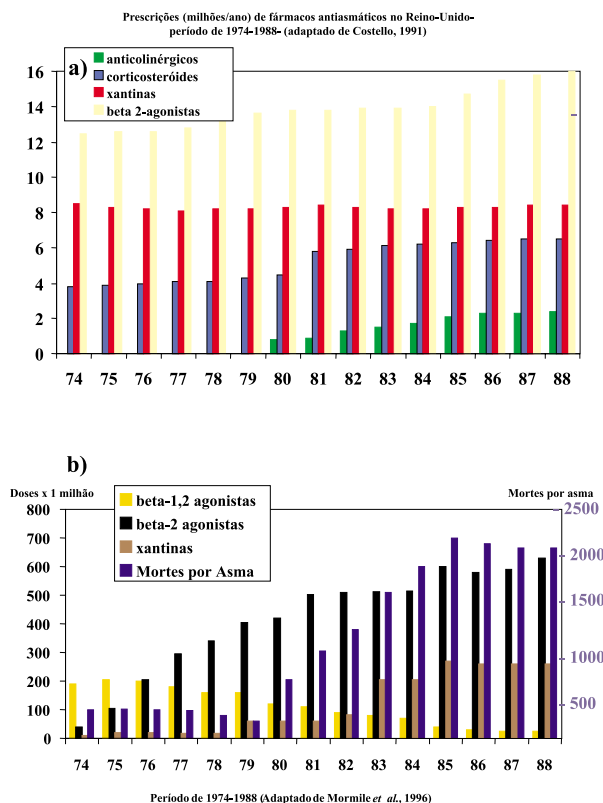 Prescrições (milhões/ano) de fármacos antiasmáticos no Reino-Unido-
período de 1974-1988- (adaptado de Costello, 1991)
a)
anticolinérgicos
corticosteróides
xantinas
beta 2-agonistas
16
14
12
10
8
6
4
2
0
74 75 76 77 78 79 80 81 82 83 84 85 86 87 88
b)
Doses x 1 milhão
Mortes por asma
beta-1,2 agonistas
beta-2 agonistas
xantinas
Mortes por Asma
800
700
600
500
400
300
200
100
0
2500
2000
1500
1000
500
74 75 76 77 78 79 80 81 82 83 84 85 86 87 88
Período de 1974-1988 (Adaptado de Mormile et al., 1996)